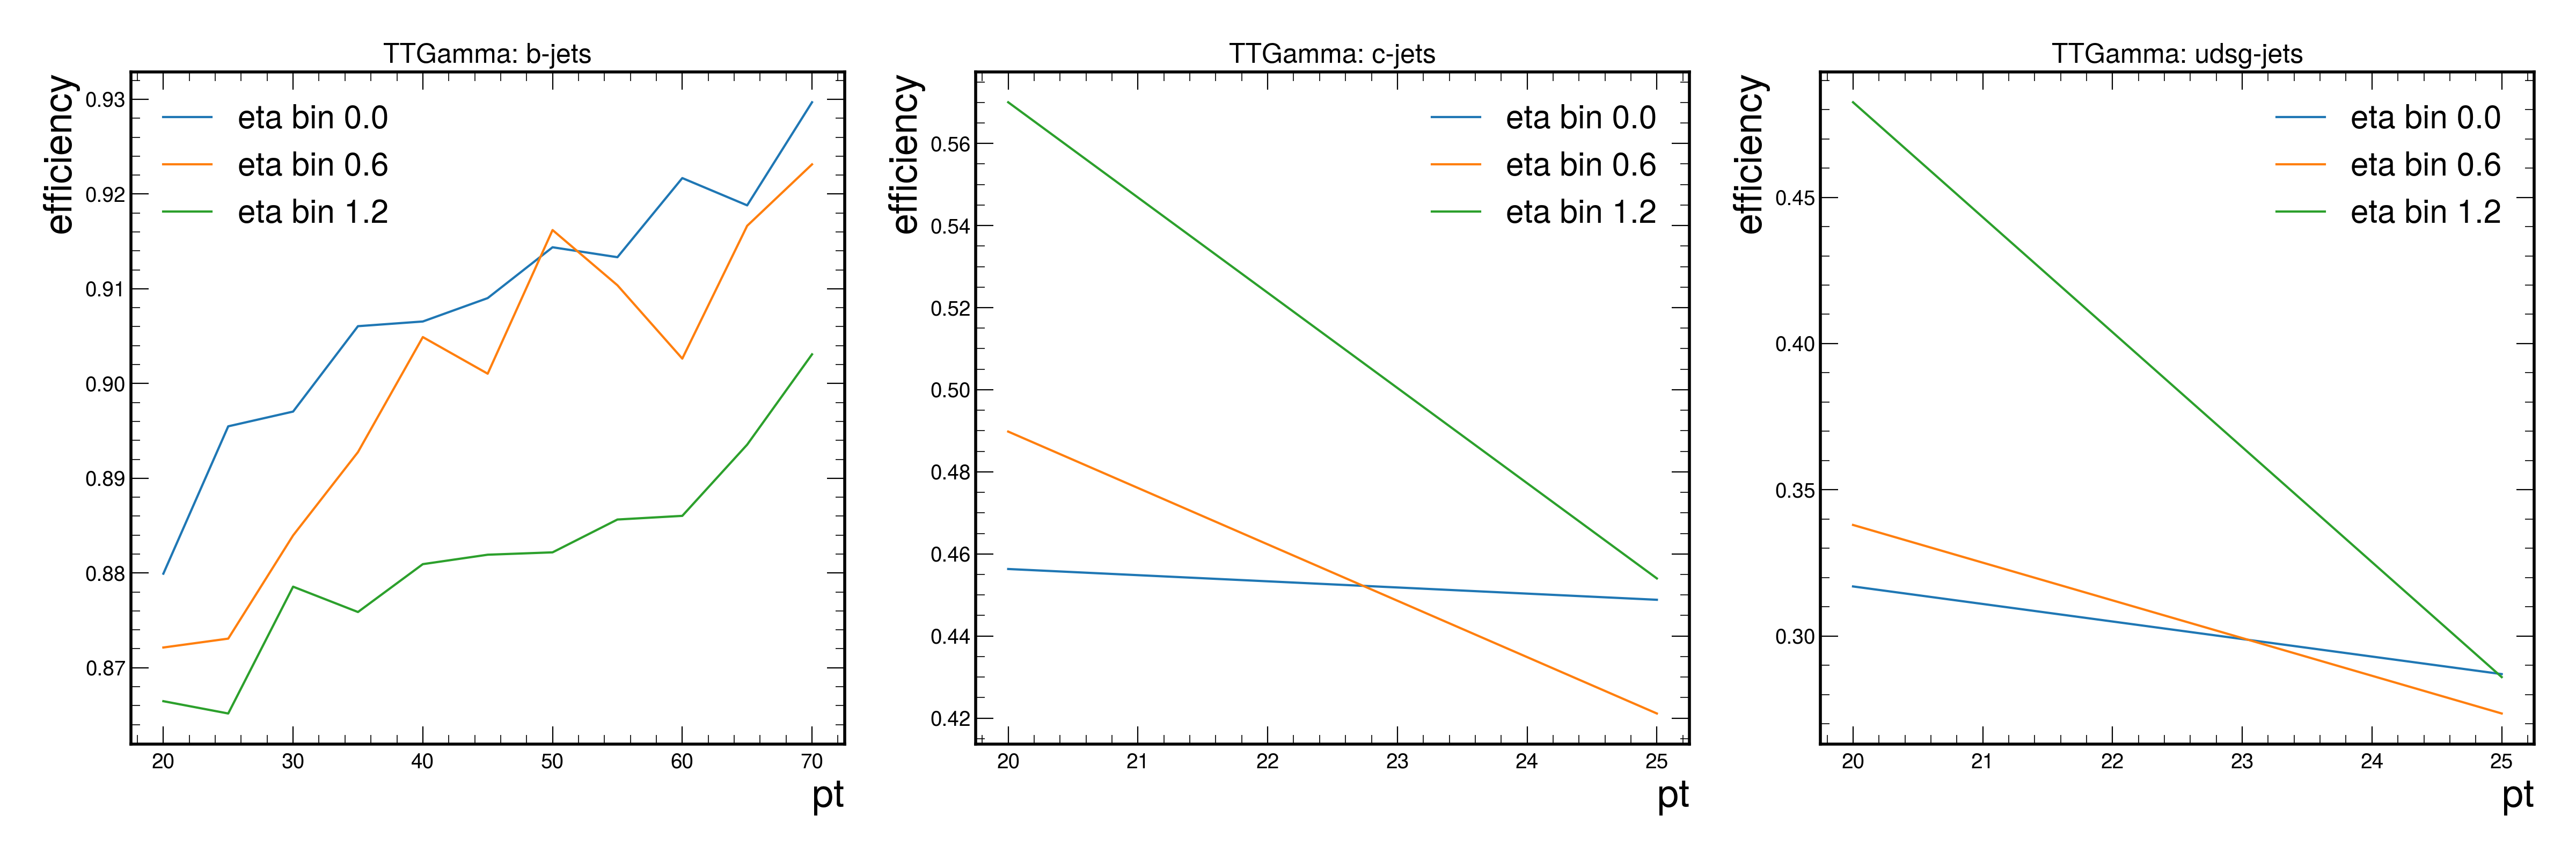 TTGamma: b-jets
efficiency
0.93
0.92
0.91
0.90
0.89
0.88
0.87
eta bin 0.0
eta bin 0.6
eta bin 1.2
20 30 40 50 60 70
pt
TTGamma: c-jets
efficiency
0.56
0.54
0.52
0.50
0.48
0.46
0.44
0.42
eta bin 0.0
eta bin 0.6
eta bin 1.2
20 21 22 23 24 25
pt
TTGamma: udsg-jets
efficiency
0.45
0.40
0.35
0.30
eta bin 0.0
eta bin 0.6
eta bin 1.2
20 21 22 23 24 25
pt